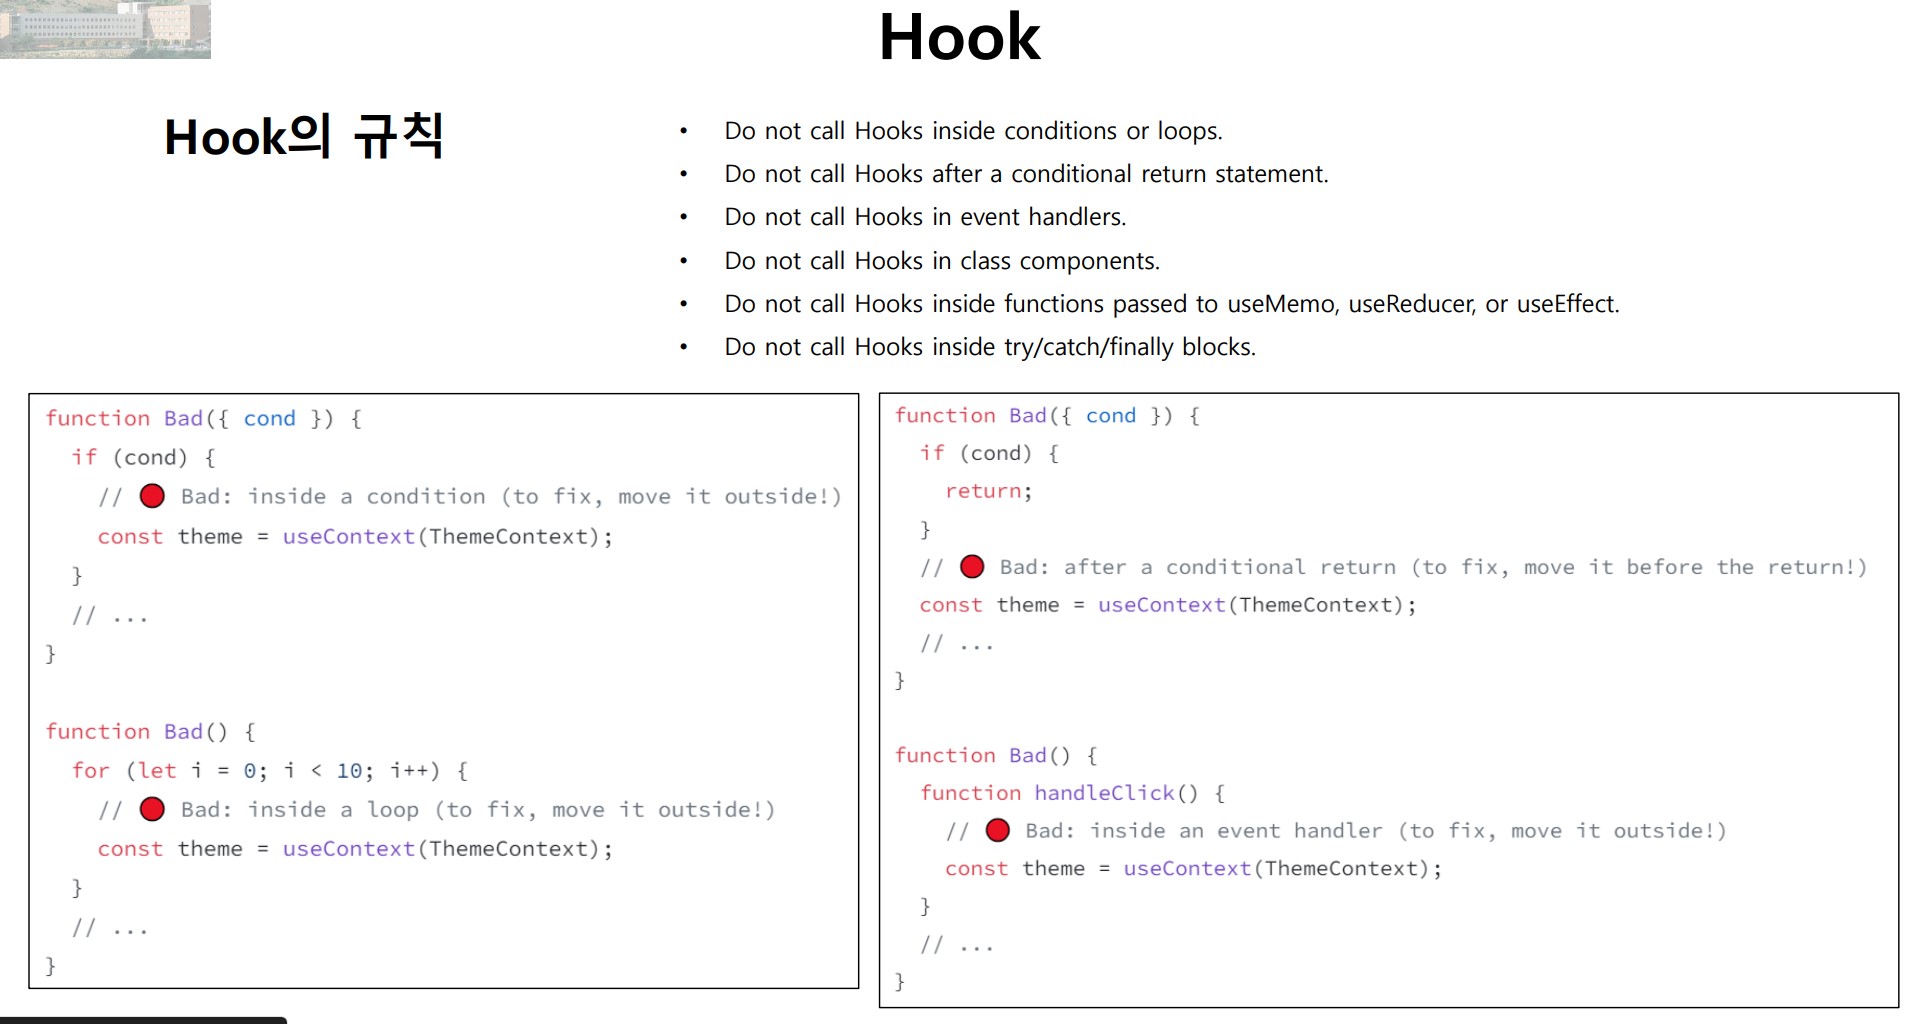 Hook
Hook의 규칙
• Do not call Hooks inside conditions or loops.
• Do not call Hooks after a conditional return statement.
• Do not call Hooks in event handlers.
• Do not call Hooks in class components.
• Do not call Hooks inside functions passed to useMemo, useReducer, or useEffect.
• Do not call Hooks inside try/catch/finally blocks.
function Bad({ cond }) {
  if (cond) {
    // 🔴 Bad: inside a condition (to fix, move it outside!)
    const theme = useContext(ThemeContext);
  }
  // ...
}
function Bad() {
  for (let i = 0; i < 10; i++) {
    // 🔴 Bad: inside a loop (to fix, move it outside!)
    const theme = useContext(ThemeContext);
  }
  // ...
}
function Bad({ cond }) {
  if (cond) {
    return;
  }
  // 🔴 Bad: after a conditional return (to fix, move it before the return!)
  const theme = useContext(ThemeContext);
  // ...
}
function Bad() {
  function handleClick() {
    // 🔴 Bad: inside an event handler (to fix, move it outside!)
    const theme = useContext(ThemeContext);
  }
  // ...
}